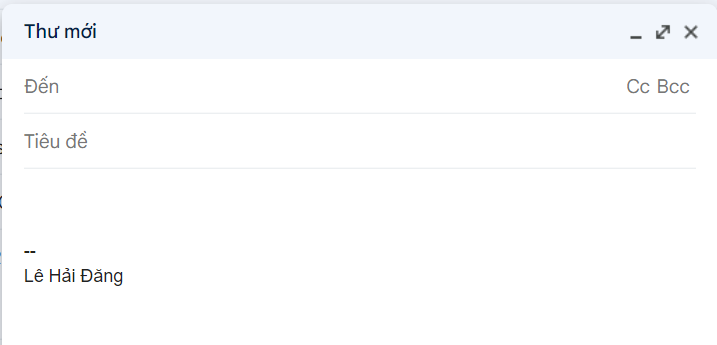 Thư mới
Đến Cc Bcc
Tiêu đề
--
Lê Hải Đăng